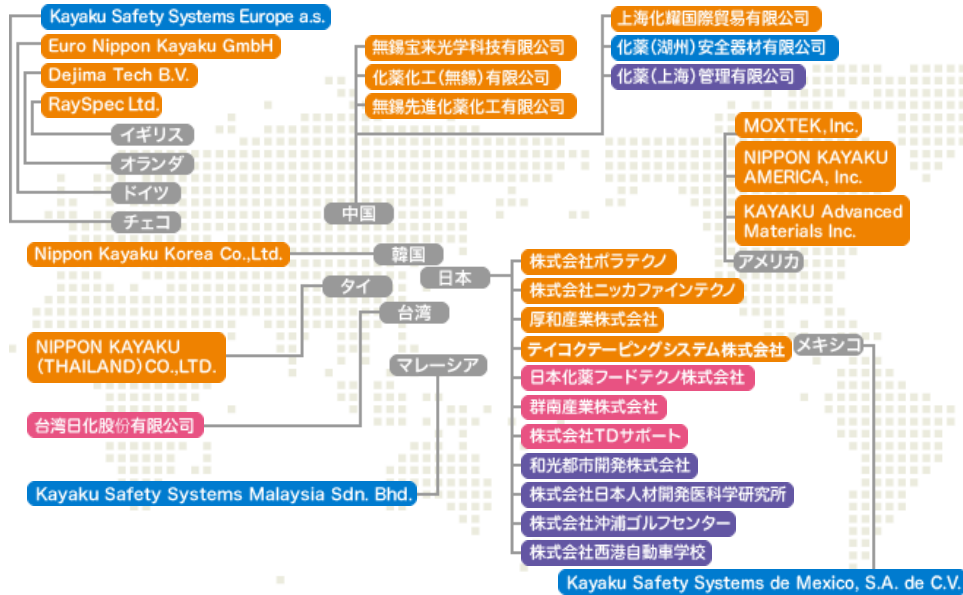 Kayaku Safety Systems Europe a.s.
Euro Nippon Kayaku GmbH
Dejima Tech B.V.
RaySpec Ltd.
イギリス
オランダ
ドイツ
チェコ
無錫宝来光学科技有限公司
化薬化工(無錫)有限公司
無錫先進化薬化工有限公司
上海化耀国際貿易有限公司
化薬(湖州)安全器材有限公司
化薬(上海)管理有限公司
中国
MOXTEK, Inc.
NIPPON KAYAKU
AMERICA, Inc.
KAYAKU Advanced
Materials Inc.
アメリカ
Nippon Kayaku Korea Co.,Ltd.
韓国
日本
タイ
台湾
マレーシア
NIPPON KAYAKU
(THAILAND)CO.,LTD.
台湾日化股份有限公司
Kayaku Safety Systems Malaysia Sdn. Bhd.
株式会社ポラテクノ
株式会社ニッカファインテクノ
厚和産業株式会社
テイコクテーピングシステム株式会社
日本化薬フードテクノ株式会社
群南産業株式会社
株式会社TDサポート
和光都市開発株式会社
株式会社日本人材開発医科学研究所
株式会社沖浦ゴルフセンター
株式会社西港自動車学校
メキシコ
Kayaku Safety Systems de Mexico, S.A. de C.V.